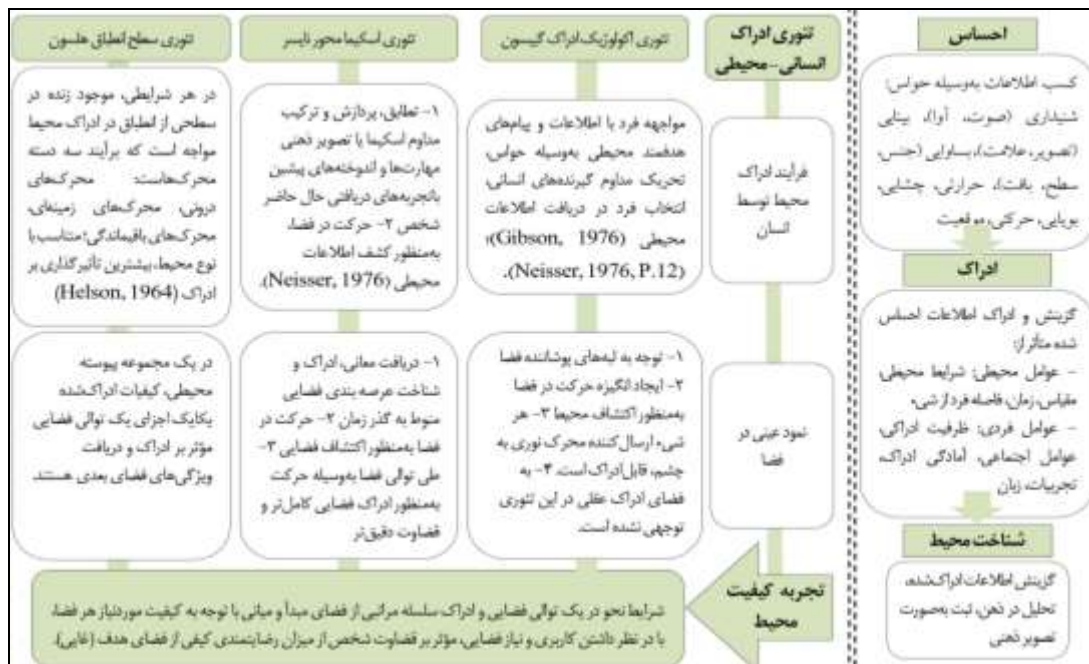 احساس
کسب اطلاعات به‌وسیله حواس:
شنیداری (صوت، آوا)، بینایی
(تصویر، علامت)، بساوایی (جنس،
سطح، بافت)، حرارتی، چشایی،
بویایی، حرکتی، موقعیت
ادراک
گزینش و ادراک اطلاعات احساس
شده متأثر از:
- عوامل محیطی: شرایط محیطی،
مقیاس، زمان، فاصله فرد از شیء
- عوامل فردی: ظرفیت ادراکی،
عوامل اجتماعی، آمادگی ادراک،
تجربیات، زبان
شناخت محیط
گزینش اطلاعات ادراک‌شده،
تحلیل در ذهن، ثبت به‌صورت
تصویر ذهنی
تئوری ادراک
انسانی-محیطی
فرآیند ادراک
محیط توسط
انسان
نمود عینی در
فضا
تجربه کیفیت
محیط
تئوری اکولوژیک ادراک گیبسون
مواجهه فرد با اطلاعات و پیام‌های
هدفمند محیطی به‌وسیله حواس،
تحریک مداوم گیرنده‌های انسانی،
انتخاب فرد در دریافت اطلاعات
محیطی (Gibson, 1976)؛
(Neisser, 1976, P.12).
۱- توجه به لبه‌های پوشاننده فضا
۲- ایجاد انگیزه حرکت در فضا
به‌منظور اکتشاف محیط ۳- هر
شیء ارسال‌کننده محرک نوری به
چشم، قابل‌ادراک است. ۴- به
فضای ادراک عقلی در این تئوری
توجهی نشده است.
تئوری اسکیما محور نایسر
۱- تطابق، پردازش و ترکیب
مداوم اسکیما یا تصویر ذهنی
مهارت‌ها و اندوخته‌های پیشین
باتجربه‌های دریافتی حال حاضر
شخص ۲- حرکت در فضا،
به‌منظور کشف اطلاعات
محیطی (Neisser, 1976).
۱- دریافت معانی، ادراک و
شناخت عرصه بندی فضایی
منوط به گذر زمان ۲- حرکت در
فضا به‌منظور اکتشاف فضایی ۳-
طی توالی فضا به‌وسیله حرکت
به‌منظور ادراک فضایی کامل‌تر و
قضاوت دقیق‌تر
تئوری سطح انطباق هلسون
در هر شرایطی، موجود زنده در
سطحی از انطباق در ادراک محیط
مواجه است که برآیند سه دسته
محرک‌هاست: محرک‌های
درونی، محرک‌های زمینه‌ای،
محرک‌های باقیماندگی؛ متناسب با
نوع محیط، بیشترین تأثیرگذاری بر
ادراک (Helson, 1964)
در یک مجموعه پیوسته
محیطی، کیفیات ادراک‌شده
یکایک اجزای یک توالی فضایی
مؤثر بر ادراک و دریافت
ویژگی‌های فضای بعدی هستند.
شرایط نحو در یک توالی فضایی و ادراک سلسله مراتبی از فضای مبدأ و میانی با توجه به کیفیت موردنیاز هر فضا،
با در نظر داشتن کاربری و نیاز فضایی، مؤثر بر قضاوت شخص از میزان رضایتمندی کیفی از فضای هدف (غایی).